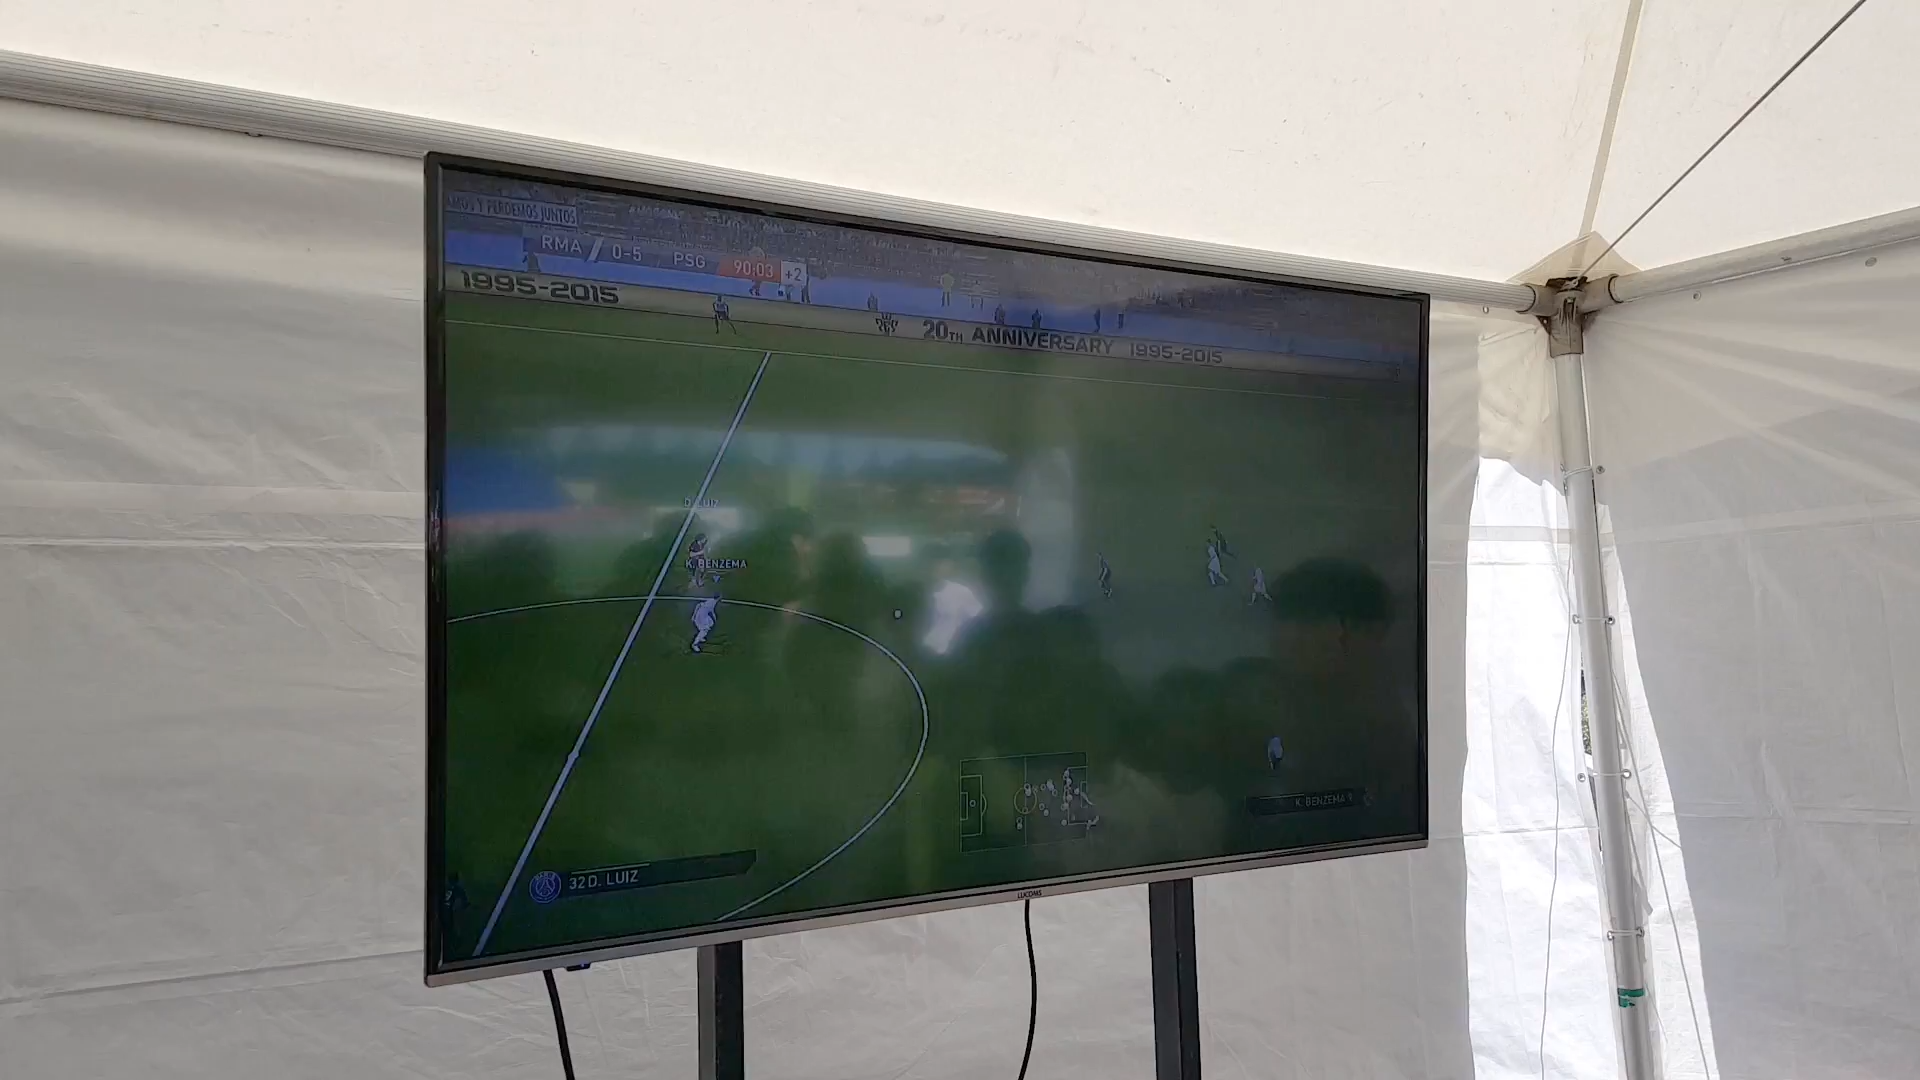 AMOS Y PERDEMOS JUNTOS
RMA 0-5 PSG 90:03 +2
1995-2015
20TH ANNIVERSARY 1995-2015
D. LUIZ
K. BENZEMA
K. BENZEMA 9
32 D. LUIZ